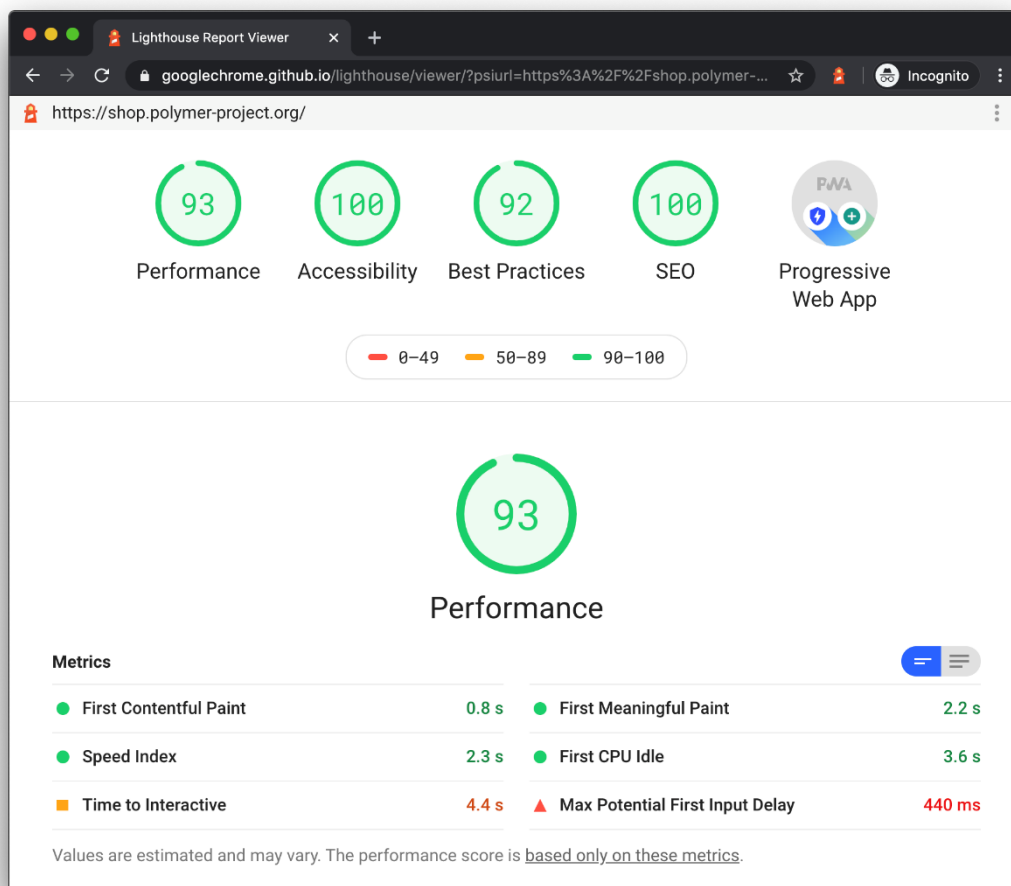 Lighthouse Report Viewer
googlechrome.github.io/lighthouse/viewer/?psiurl=https%3A%2F%2Fshop.polymer-... Incognito
https://shop.polymer-project.org/
93 100 92 100 PWA
Performance Accessibility Best Practices SEO Progressive
Web App
0–49 50–89 90–100
93
Performance
Metrics
First Contentful Paint 0.8 s First Meaningful Paint 2.2 s
Speed Index 2.3 s First CPU Idle 3.6 s
Time to Interactive 4.4 s Max Potential First Input Delay 440 ms
Values are estimated and may vary. The performance score is based only on these metrics.